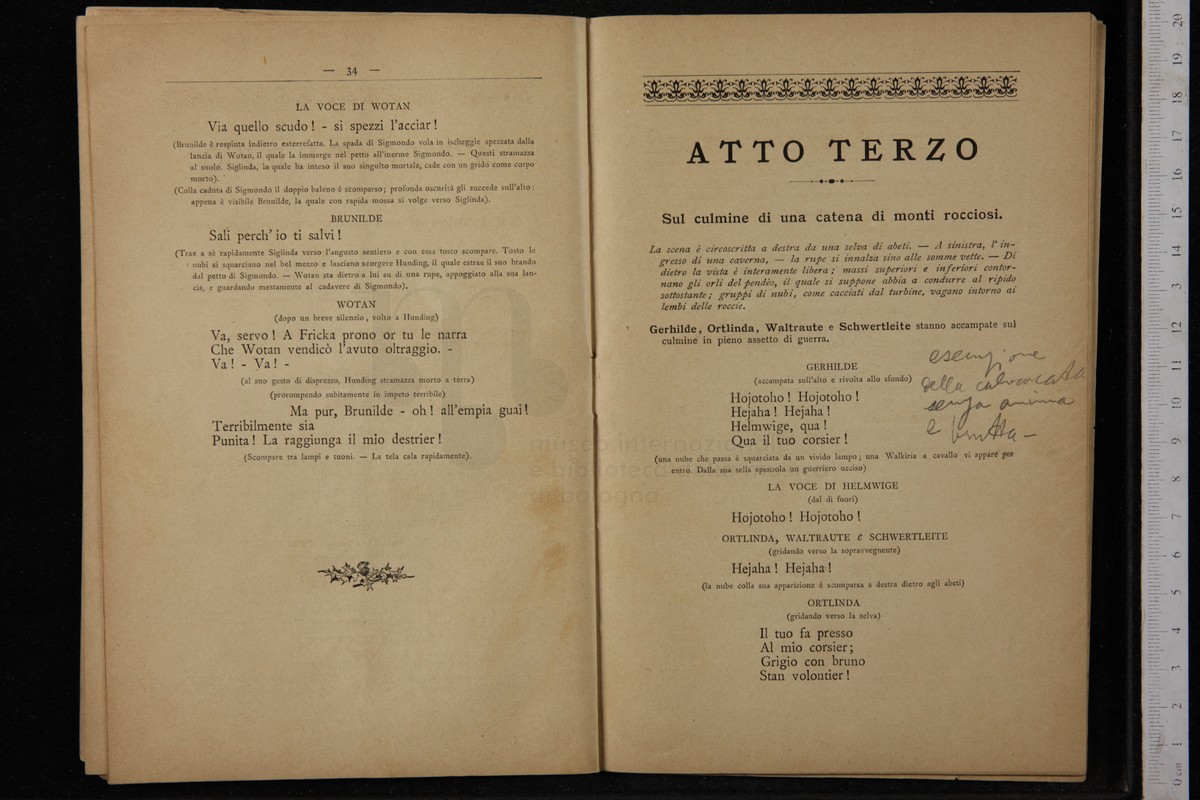 — 34 —
LA VOCE DI WOTAN
Via quello scudo! - si spezzi l'acciar!
(Brunilde è respinta indietro esterrefatta. La spada di Sigmondo vola in ischeggie spezzata dalla
lancia di Wotan, il quale la immerge nel petto all'inerme Sigmondo. — Questi stramazza
al suolo. Siglinda, la quale ha inteso il suo singulto mortale, cade con un grido come corpo
morto).
(Colla caduta di Sigmondo il doppio baleno è scomparso; profonda oscurità gli succede sull'alto:
appena è visibile Brunilde, la quale con rapida mossa si volge verso Siglinda).
BRUNILDE
Sali perch' io ti salvi!
(Trae a sè rapidamente Siglinda verso l'angusto sentiero e con essa tosto scompare. Tosto le
nubi si squarciano nel bel mezzo e lasciano scorgere Hunding, il quale estrae il suo brando
dal petto di Sigmondo. — Wotan sta dietro a lui su di una rupe, appoggiato alla sua lan-
cia, e guardando mestamente al cadavere di Sigmondo).
WOTAN
(dopo un breve silenzio, volto a Hunding)
Va, servo! A Fricka prono or tu le narra
Che Wotan vendicò l'avuto oltraggio. -
Va! - Va! -
(al suo gesto di disprezzo, Hunding stramazza morto a terra)
(prorompendo subitamente in impeto terribile)
Ma pur, Brunilde - oh! all'empia guai!
Terribilmente sia
Punita! La raggiunga il mio destrier!
(Scompare tra lampi e tuoni. — La tela cala rapidamente).
ATTO TERZO
Sul culmine di una catena di monti rocciosi.
La scena è circoscritta a destra da una selva di abeti. — A sinistra, l' in-
gresso di una caverna, — la rupe si innalza sino alle somme vette. — Di
dietro la vista è interamente libera; massi superiori e inferiori contor-
nano gli orli del pendèo, il quale si suppone abbia a condurre al ripido
sottostante; gruppi di nubi, come cacciati dal turbine, vagano intorno ai
lembi delle roccie.
Gerhilde, Ortlinda, Waltraute e Schwertleite stanno accampate sul
culmine in pieno assetto di guerra.
GERHILDE
(accampata sull'alto e rivolta allo sfondo)
Hojotoho! Hojotoho!
Hejaha! Hejaha!
Helmwige, qua!
Qua il tuo corsier!
esecuzione
della cavalcata
senza anima
e brutta —
(una nube che passa è squarciata da un vivido lampo; una Walkiria a cavallo vi appare per
entro. Dalla sua sella spenzola un guerriero ucciso)
LA VOCE DI HELMWIGE
(dal di fuori)
Hojotoho! Hojotoho!
ORTLINDA, WALTRAUTE e SCHWERTLEITE
(gridando verso la sopravvegnente)
Hejaha! Hejaha!
(la nube colla sua apparizione è scomparsa a destra dietro agli abeti)
ORTLINDA
(gridando verso la selva)
Il tuo fa presso
Al mio corsier;
Grigio con bruno
Stan volontier!
museo internazio
biblioteca
di bologna